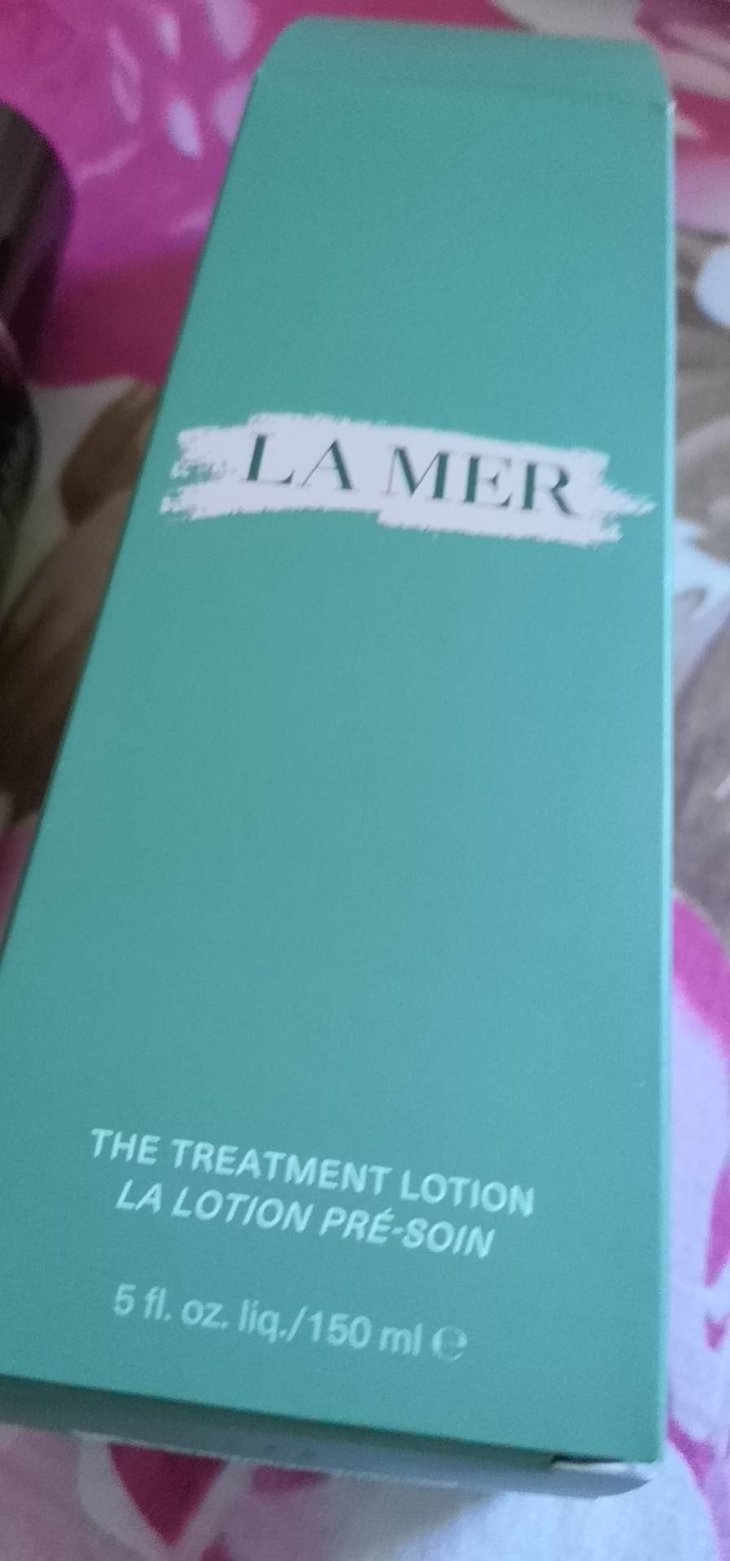 LA MER
THE TREATMENT LOTION
LA LOTION PRÉ-SOIN
5 fl. oz. liq./150 ml ℮